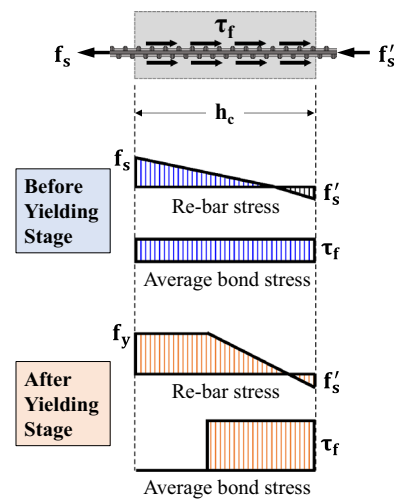 τf
fs
f's
hc
fs
Before
Yielding
Stage
f's
Re-bar stress
τf
Average bond stress
fy
After
Yielding
Stage
f's
Re-bar stress
τf
Average bond stress